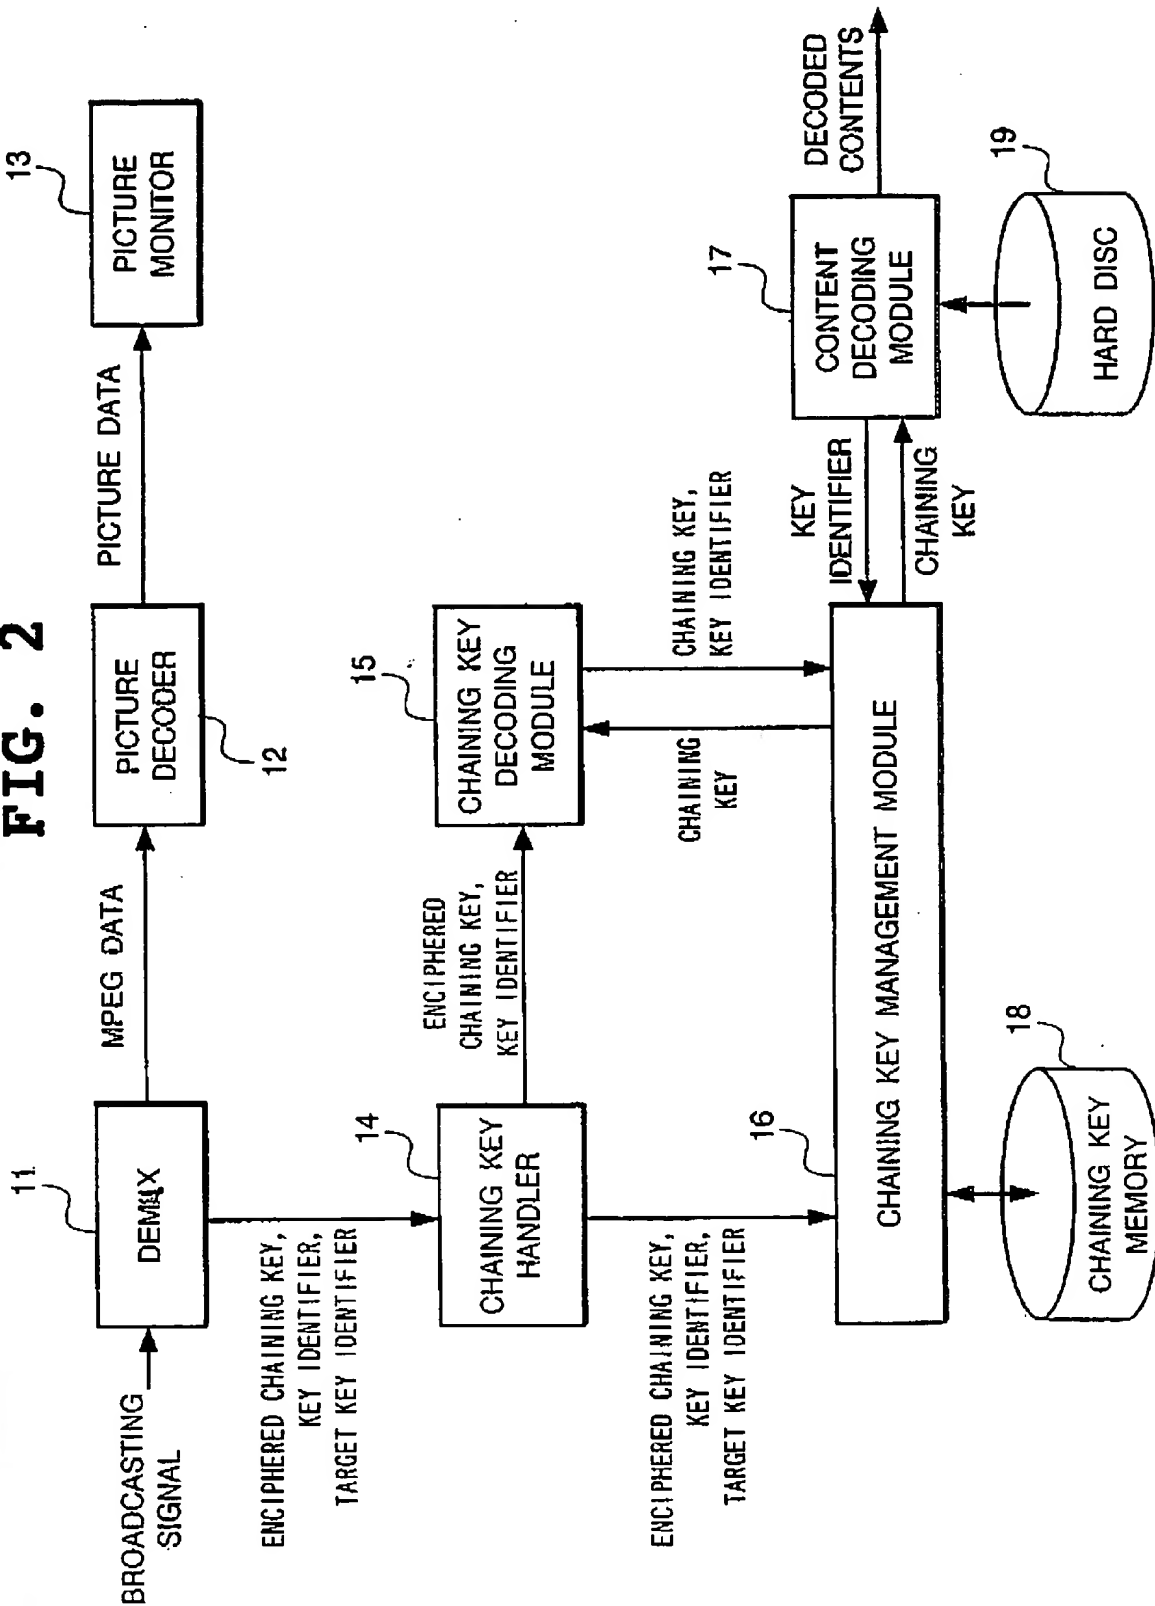 FIG. 2
BROADCASTING
SIGNAL
11
DEMUX
MPEG DATA
PICTURE
DECODER
12
PICTURE DATA
PICTURE
MONITOR
13
ENCIPHERED CHAINING KEY,
KEY IDENTIFIER,
TARGET KEY IDENTIFIER
14
CHAINING KEY
HANDLER
ENCIPHERED
CHAINING KEY,
KEY IDENTIFIER
15
CHAINING KEY
DECODING
MODULE
ENCIPHERED CHAINING KEY,
KEY IDENTIFIER,
TARGET KEY IDENTIFIER
CHAINING
KEY
CHAINING KEY,
KEY IDENTIFIER
16
CHAINING KEY MANAGEMENT MODULE
KEY
IDENTIFIER
CHAINING
KEY
17
CONTENT
DECODING
MODULE
DECODED
CONTENTS
18
CHAINING KEY
MEMORY
19
HARD DISC